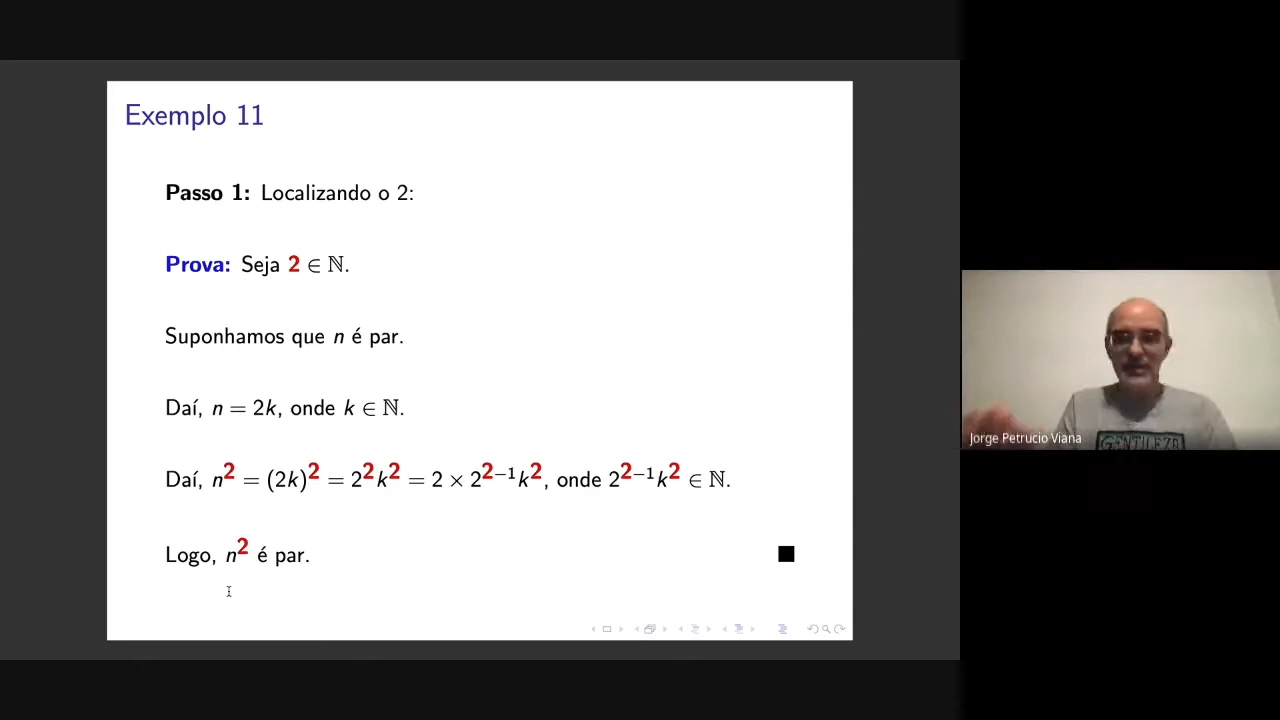 Exemplo 11
Passo 1: Localizando o 2:
Prova: Seja 2 ∈ ℕ.
Suponhamos que n é par.
Daí, n = 2k, onde k ∈ ℕ.
Daí, n² = (2k)² = 2²k² = 2 × 2²⁻¹k², onde 2²⁻¹k² ∈ ℕ.
Logo, n² é par.
Jorge Petrucio Viana
GENTILEZA